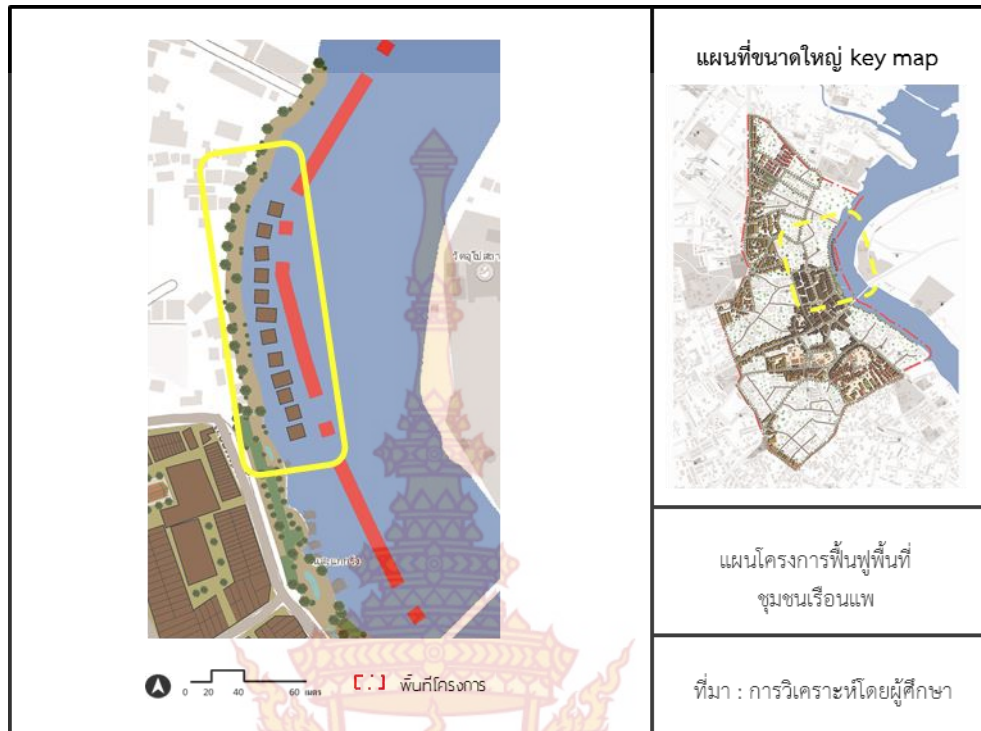 แผนที่ขนาดใหญ่ key map
0 20 40 60 เมตร
พื้นที่โครงการ
แผนโครงการฟื้นฟูพื้นที่
ชุมชนเรือนแพ
ที่มา : การวิเคราะห์โดยผู้ศึกษา